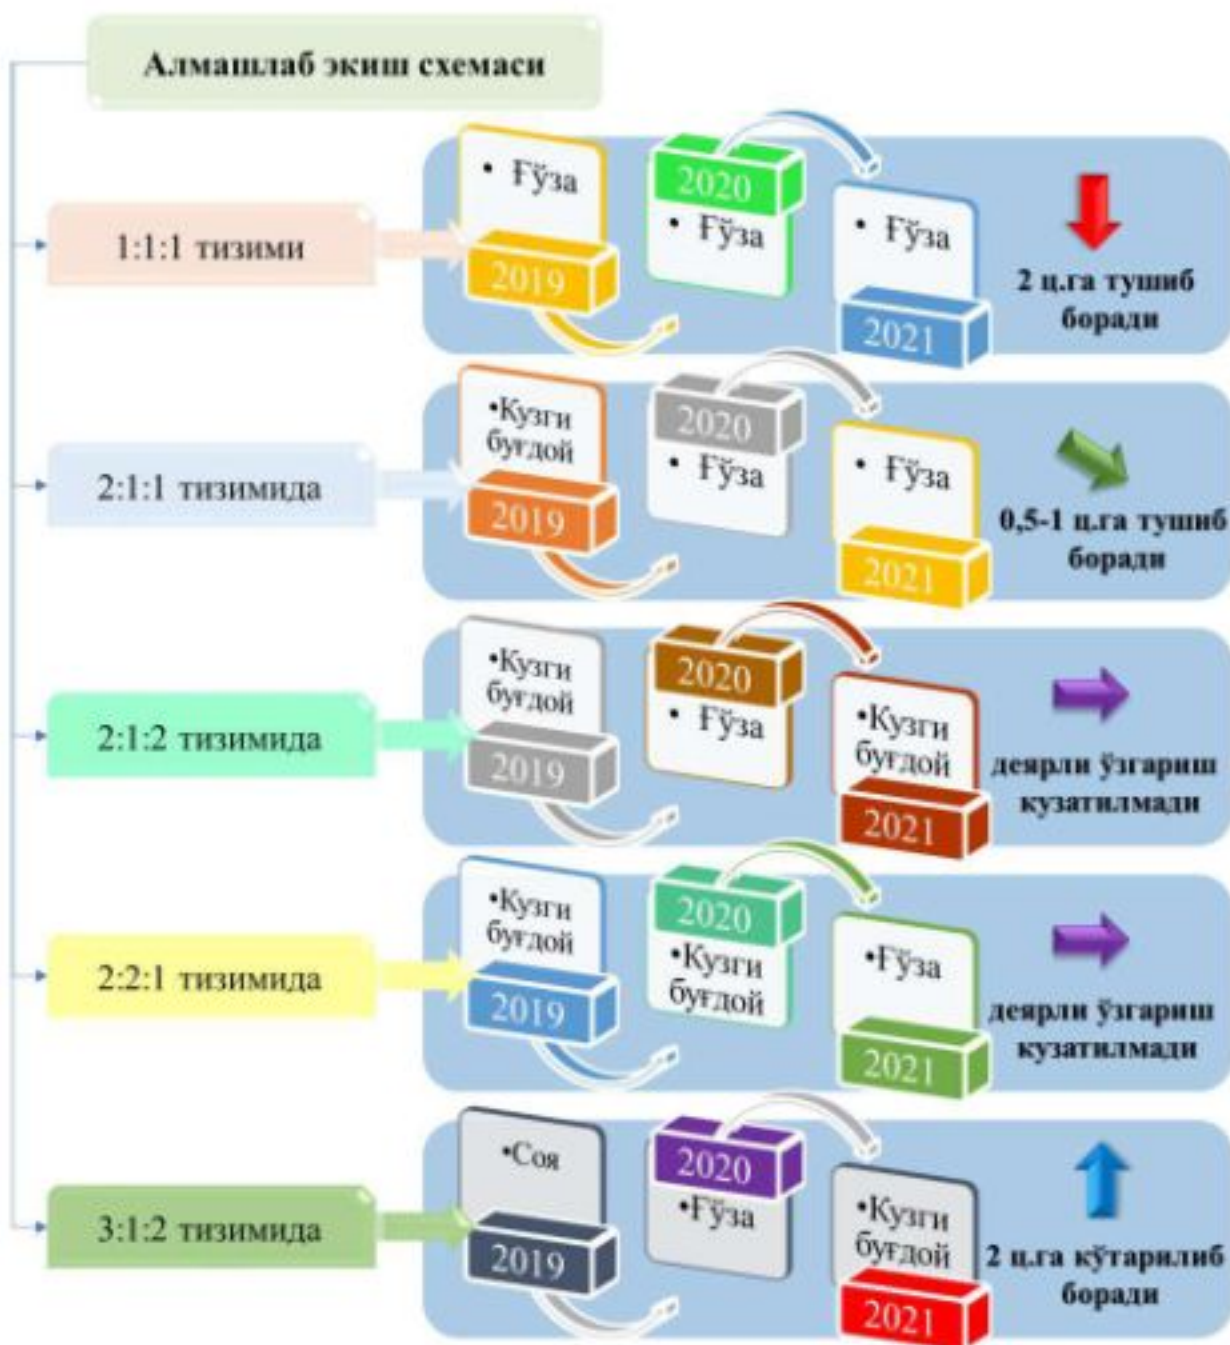 Алмашлаб экиш схемаси
1:1:1 тизими
• Ғўза
2019
2020
• Ғўза
• Ғўза
2021
2 ц.га тушиб
боради
2:1:1 тизимида
•Кузги
буғдой
2019
2020
• Ғўза
• Ғўза
2021
0,5-1 ц.га тушиб
боради
2:1:2 тизимида
•Кузги
буғдой
2019
2020
• Ғўза
•Кузги
буғдой
2021
деярли ўзгариш
кузатилмади
2:2:1 тизимида
•Кузги
буғдой
2019
2020
•Кузги
буғдой
•Ғўза
2021
деярли ўзгариш
кузатилмади
3:1:2 тизимида
•Соя
2019
2020
•Ғўза
•Кузги
буғдой
2021
2 ц.га кўтарилиб
боради